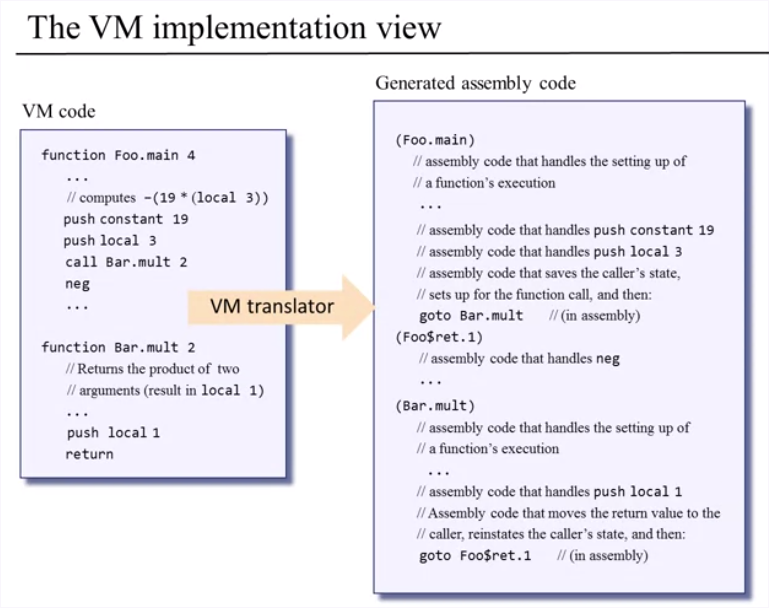 The VM implementation view
VM code
function Foo.main 4
...
// computes -(19 * (local 3))
push constant 19
push local 3
call Bar.mult 2
neg
...
function Bar.mult 2
// Returns the product of two
// arguments (result in local 1)
...
push local 1
return
VM translator
Generated assembly code
(Foo.main)
// assembly code that handles the setting up of
// a function's execution
...
// assembly code that handles push constant 19
// assembly code that handles push local 3
// assembly code that saves the caller's state,
// sets up for the function call, and then:
goto Bar.mult // (in assembly)
(Foo$ret.1)
// assembly code that handles neg
...
(Bar.mult)
// assembly code that handles the setting up of
// a function's execution
...
// assembly code that handles push local 1
// Assembly code that moves the return value to the
// caller, reinstates the caller's state, and then:
goto Foo$ret.1 // (in assembly)